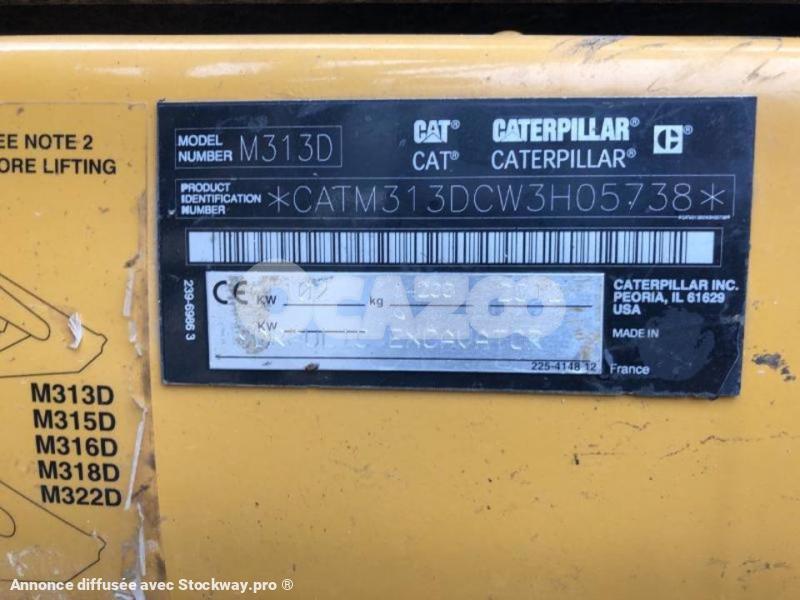 EE NOTE 2
ORE LIFTING
MODEL NUMBER M313D
CAT® CATERPILLAR® ®
CAT® CATERPILLAR®
PRODUCT IDENTIFICATION NUMBER *CATM313DCW3H05738*
239-6986 3
CE KW kg
OCAZOO
KW
EXCAVATOR
225-4148 12
CATERPILLAR INC.
PEORIA, IL 61629
USA
MADE IN
France
M313D
M315D
M316D
M318D
M322D
Annonce diffusée avec Stockway.pro ®